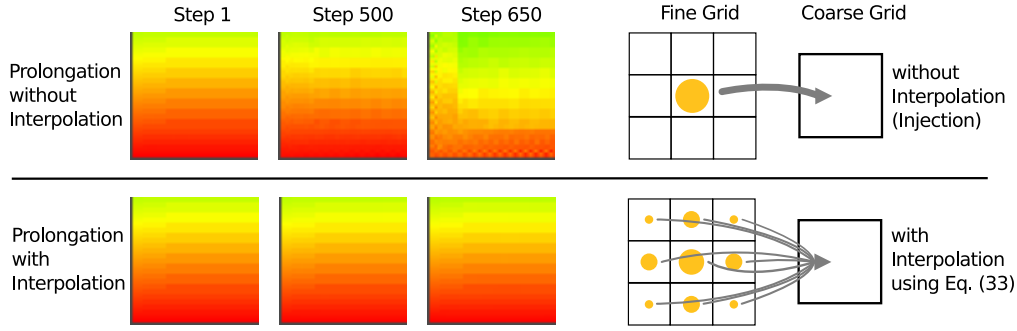 Step 1
Step 500
Step 650
Fine Grid
Coarse Grid
Prolongation
without
Interpolation
without
Interpolation
(Injection)
Prolongation
with
Interpolation
with
Interpolation
using Eq. (33)